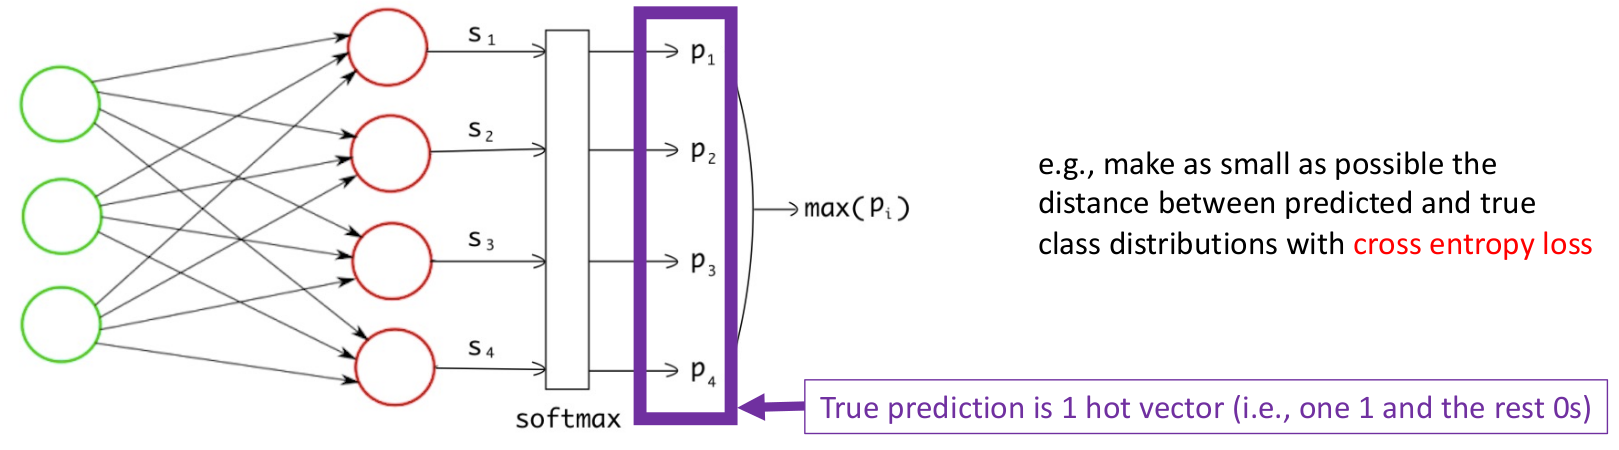 s1
p1
s2
p2
s3
p3
s4
p4
softmax
max(pi)
e.g., make as small as possible the
distance between predicted and true
class distributions with cross entropy loss
True prediction is 1 hot vector (i.e., one 1 and the rest 0s)